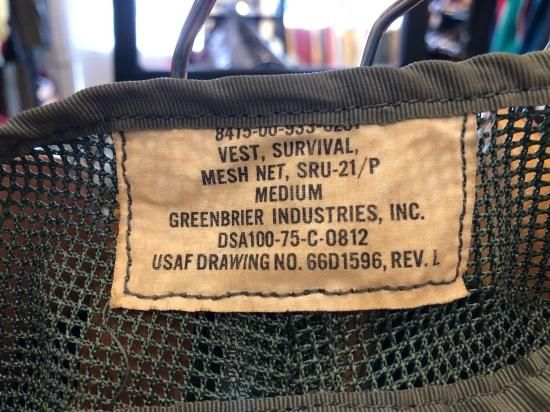 VEST, SURVIVAL,
MESH NET, SRU-21/P
MEDIUM
GREENBRIER INDUSTRIES, INC.
DSA100-75-C-0812
USAF DRAWING NO. 66D1596, REV. L